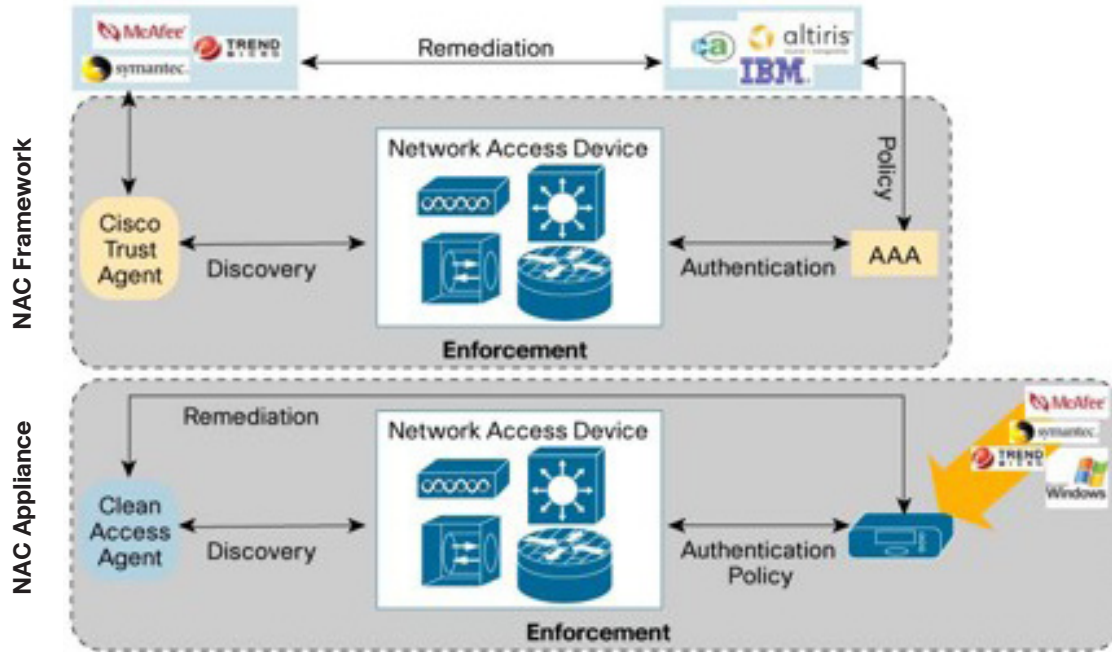 McAfee
TREND
MICRO
symantec.
Remediation
ca
altiris
IBM
NAC Framework
Network Access Device
Policy
Cisco
Trust
Agent
Discovery
Authentication
AAA
Enforcement
NAC Appliance
Remediation
Network Access Device
McAfee
symantec.
TREND
MICRO
Windows
Clean
Access
Agent
Discovery
Authentication
Policy
Enforcement